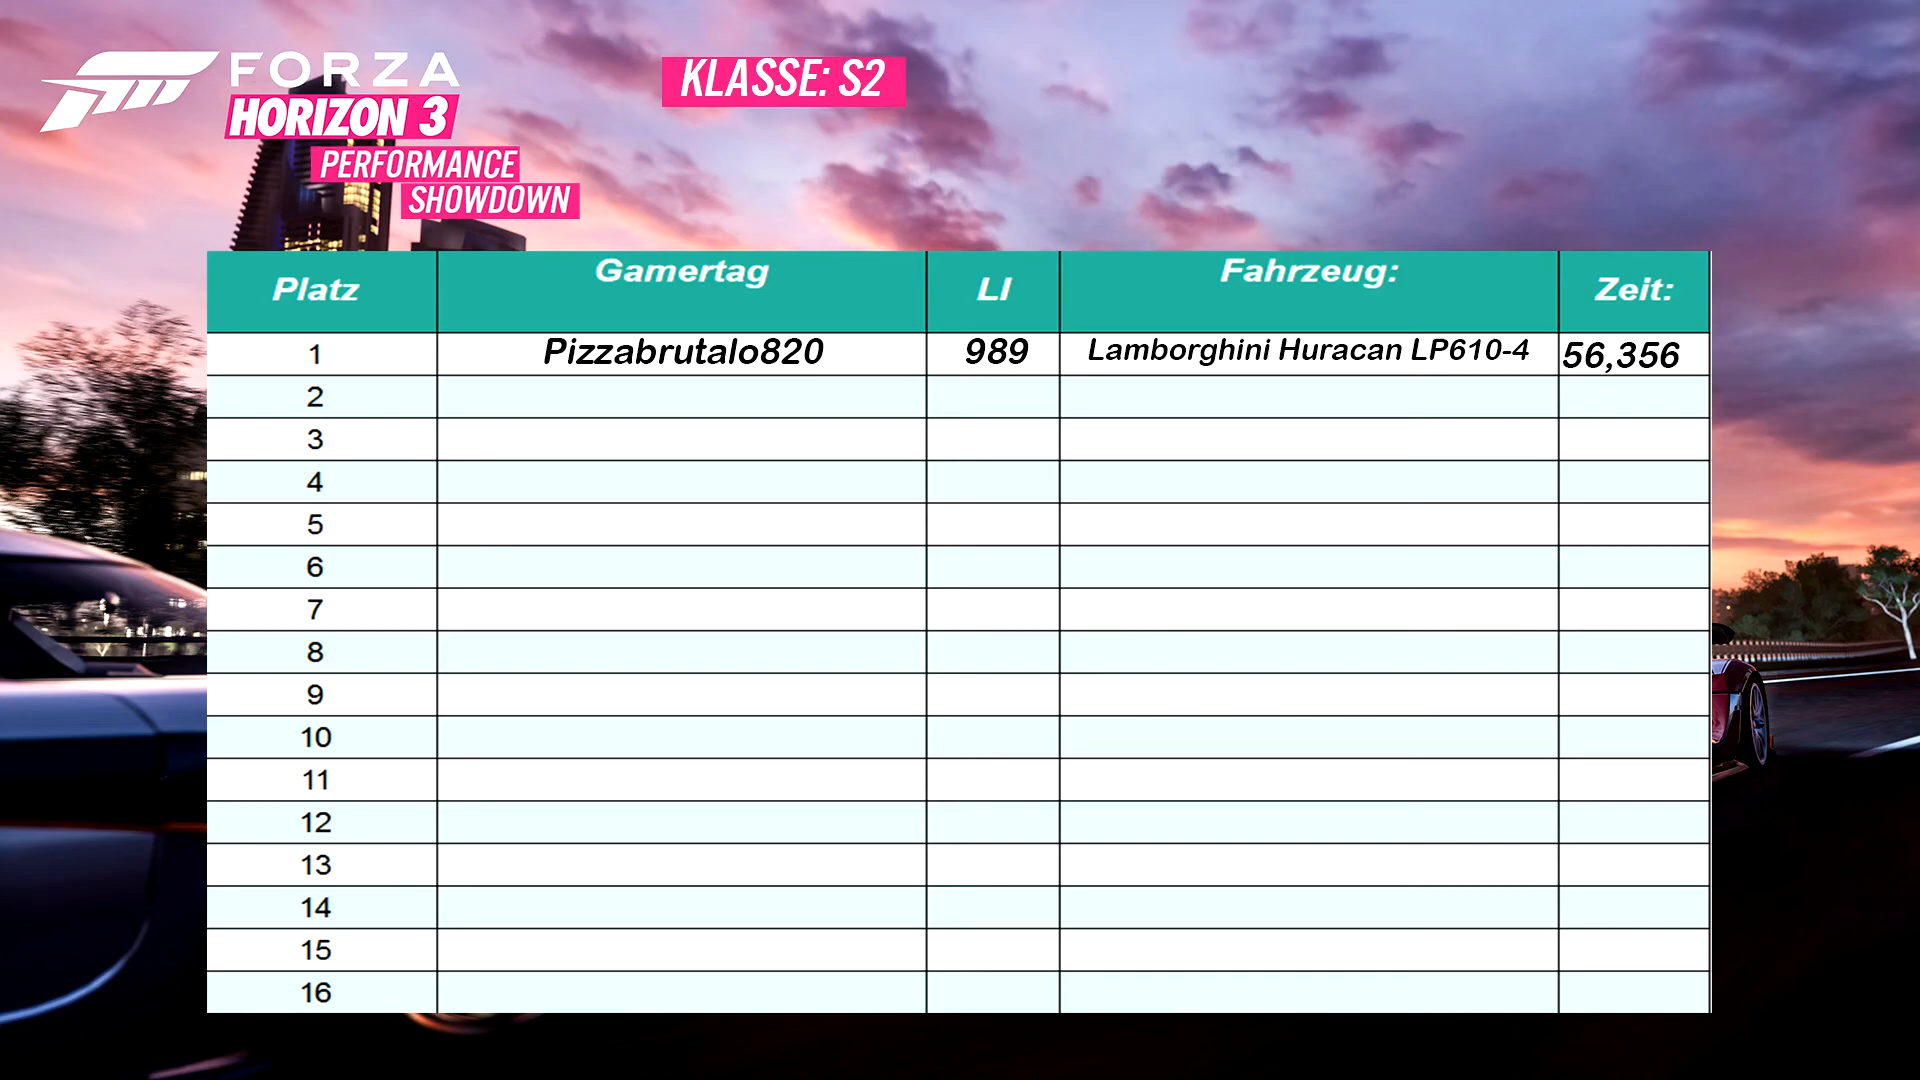 FORZA
HORIZON 3
PERFORMANCE
SHOWDOWN
KLASSE: S2
Platz Gamertag LI Fahrzeug: Zeit:
1 Pizzabrutalo820 989 Lamborghini Huracan LP610-4 56,356
2
3
4
5
6
7
8
9
10
11
12
13
14
15
16